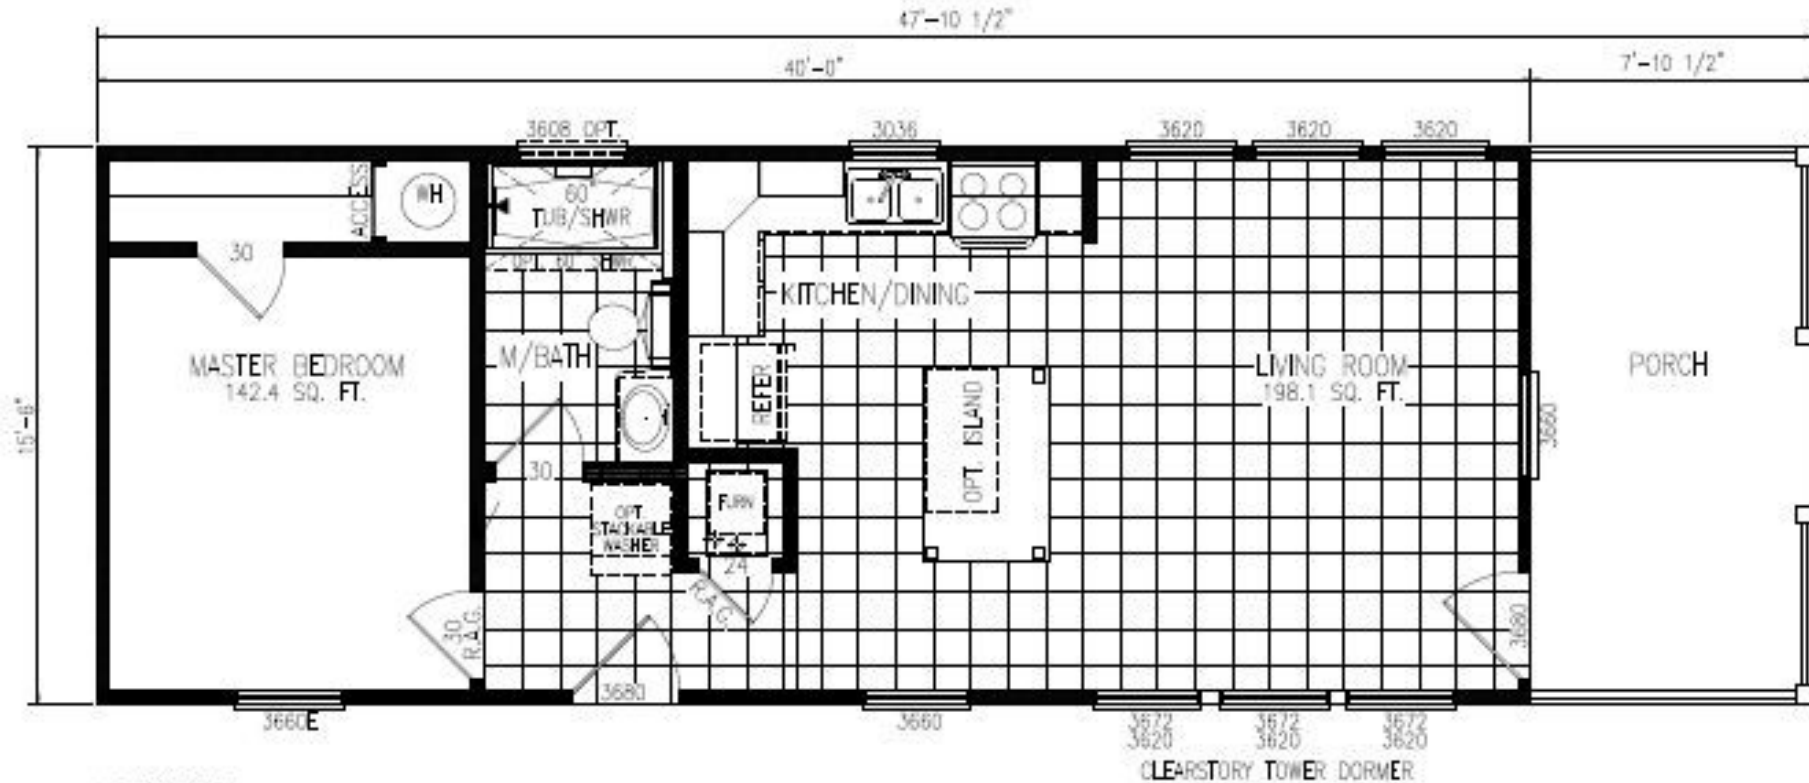 47'-10 1/2"
40'-0"
7'-10 1/2"
3608 OPT.
3036
3620
3620
3620
ACCESS
WH
60"
TUB/SHWR
OPT. 60" SHWR
30
KITCHEN/DINING
MASTER BEDROOM
142.4 SQ. FT.
M/BATH
REFER
OPT. ISLAND
LIVING ROOM
198.1 SQ. FT.
PORCH
15'-6"
3660
30
OPT.
STACKABLE
WASHER
FURN
24
R.A.G.
30
R.A.G.
3680
3680
3660E
3660
3672
3620
3672
3620
3672
3620
CLEARSTORY TOWER DORMER